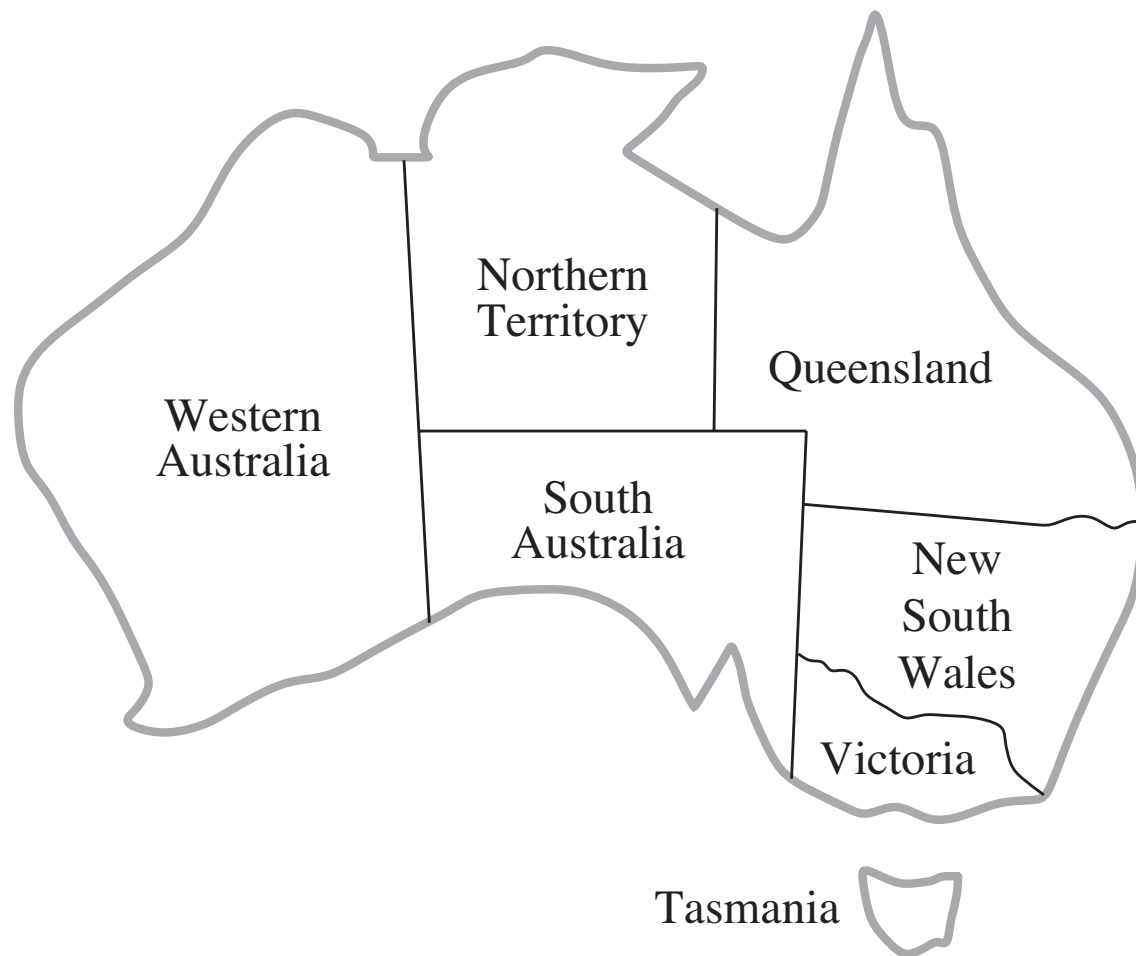 Northern
Territory
Queensland
Western
Australia
South
Australia
New
South
Wales
Victoria
Tasmania